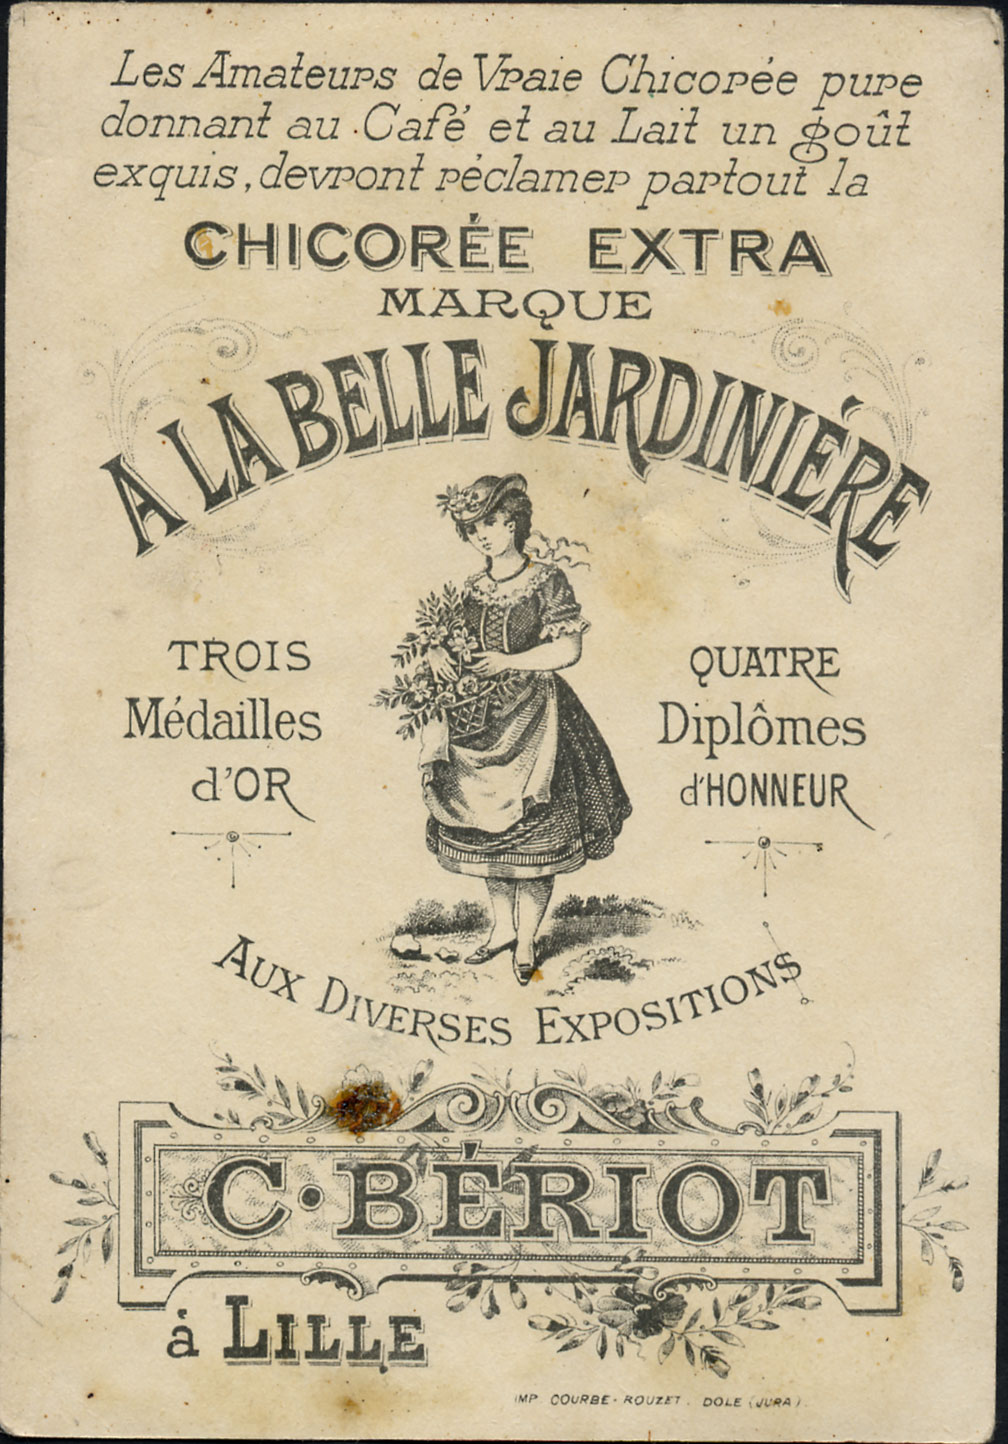 Les Amateurs de Vraie Chicorée pure
donnant au Café et au Lait un goût
exquis, devront réclamer partout la
CHICORÉE EXTRA
MARQUE
A LA BELLE JARDINIÉRE
TROIS
Médailles
d'OR
QUATRE
Diplômes
d'HONNEUR
AUX DIVERSES EXPOSITIONS
C. BÉRIOT
à LILLE
IMP COURBE-ROUZET. DOLE (JURA)